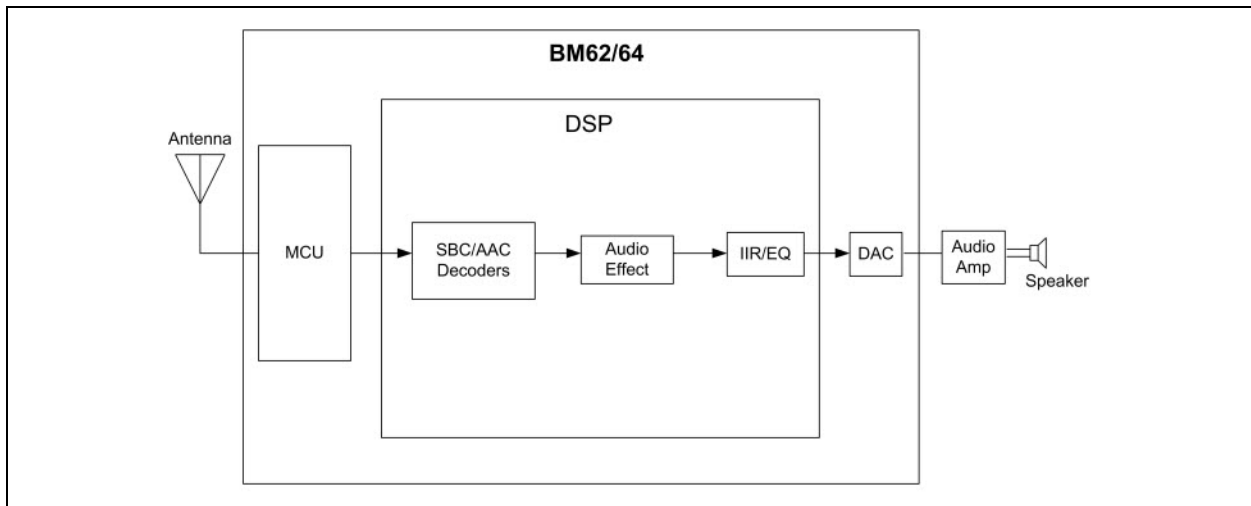 BM62/64
DSP
Antenna
MCU
SBC/AAC
Decoders
Audio
Effect
IIR/EQ
DAC
Audio
Amp
Speaker